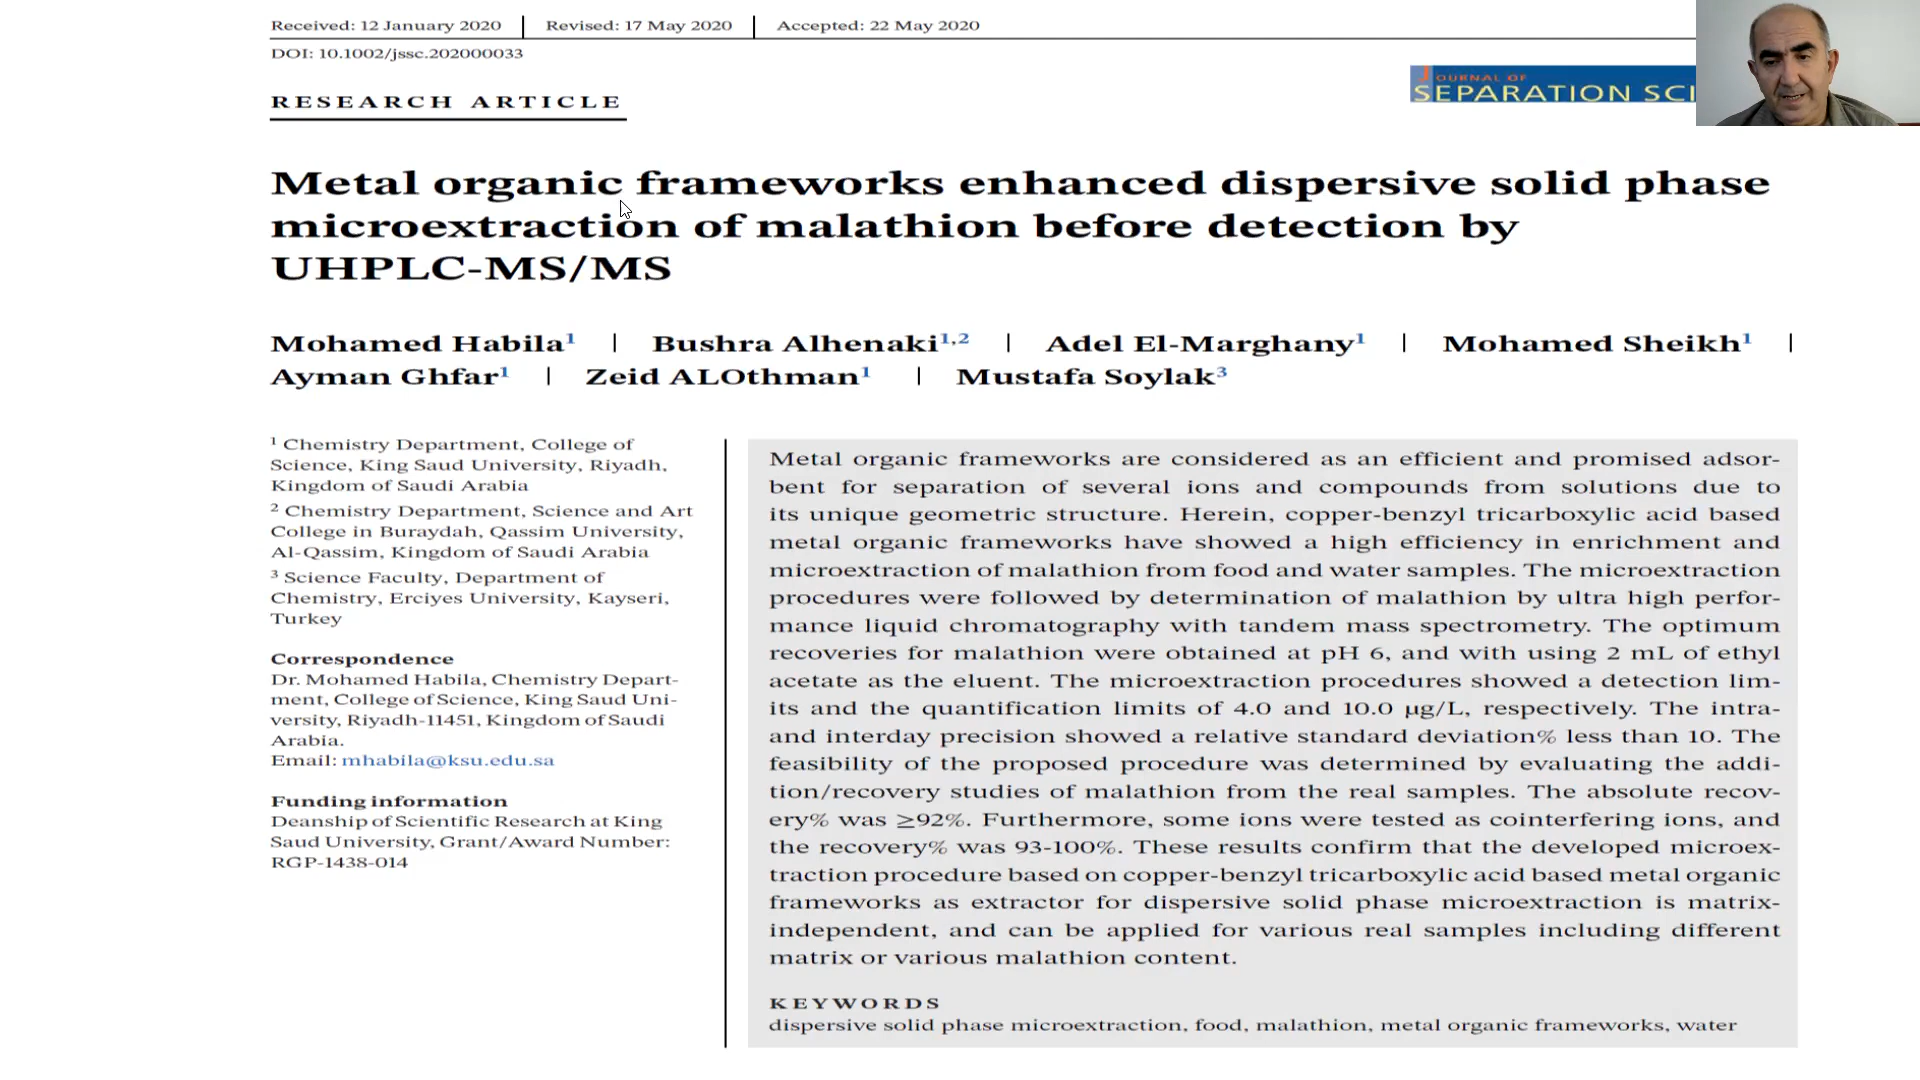 Received: 12 January 2020 | Revised: 17 May 2020 | Accepted: 22 May 2020
DOI: 10.1002/jssc.202000033
JOURNAL OF
SEPARATION SCI
RESEARCH ARTICLE
Metal organic frameworks enhanced dispersive solid phase
microextraction of malathion before detection by
UHPLC-MS/MS
Mohamed Habila¹ | Bushra Alhenaki¹,² | Adel El-Marghany¹ | Mohamed Sheikh¹ |
Ayman Ghfar¹ | Zeid ALOthman¹ | Mustafa Soylak³
¹ Chemistry Department, College of
Science, King Saud University, Riyadh,
Kingdom of Saudi Arabia
² Chemistry Department, Science and Art
College in Buraydah, Qassim University,
Al-Qassim, Kingdom of Saudi Arabia
³ Science Faculty, Department of
Chemistry, Erciyes University, Kayseri,
Turkey
Correspondence
Dr. Mohamed Habila, Chemistry Depart-
ment, College of Science, King Saud Uni-
versity, Riyadh-11451, Kingdom of Saudi
Arabia.
Email: mhabila@ksu.edu.sa
Funding information
Deanship of Scientific Research at King
Saud University, Grant/Award Number:
RGP-1438-014
Metal organic frameworks are considered as an efficient and promised adsor-
bent for separation of several ions and compounds from solutions due to
its unique geometric structure. Herein, copper-benzyl tricarboxylic acid based
metal organic frameworks have showed a high efficiency in enrichment and
microextraction of malathion from food and water samples. The microextraction
procedures were followed by determination of malathion by ultra high perfor-
mance liquid chromatography with tandem mass spectrometry. The optimum
recoveries for malathion were obtained at pH 6, and with using 2 mL of ethyl
acetate as the eluent. The microextraction procedures showed a detection lim-
its and the quantification limits of 4.0 and 10.0 μg/L, respectively. The intra-
and interday precision showed a relative standard deviation% less than 10. The
feasibility of the proposed procedure was determined by evaluating the addi-
tion/recovery studies of malathion from the real samples. The absolute recov-
ery% was ≥92%. Furthermore, some ions were tested as cointerfering ions, and
the recovery% was 93-100%. These results confirm that the developed microex-
traction procedure based on copper-benzyl tricarboxylic acid based metal organic
frameworks as extractor for dispersive solid phase microextraction is matrix-
independent, and can be applied for various real samples including different
matrix or various malathion content.
KEYWORDS
dispersive solid phase microextraction, food, malathion, metal organic frameworks, water